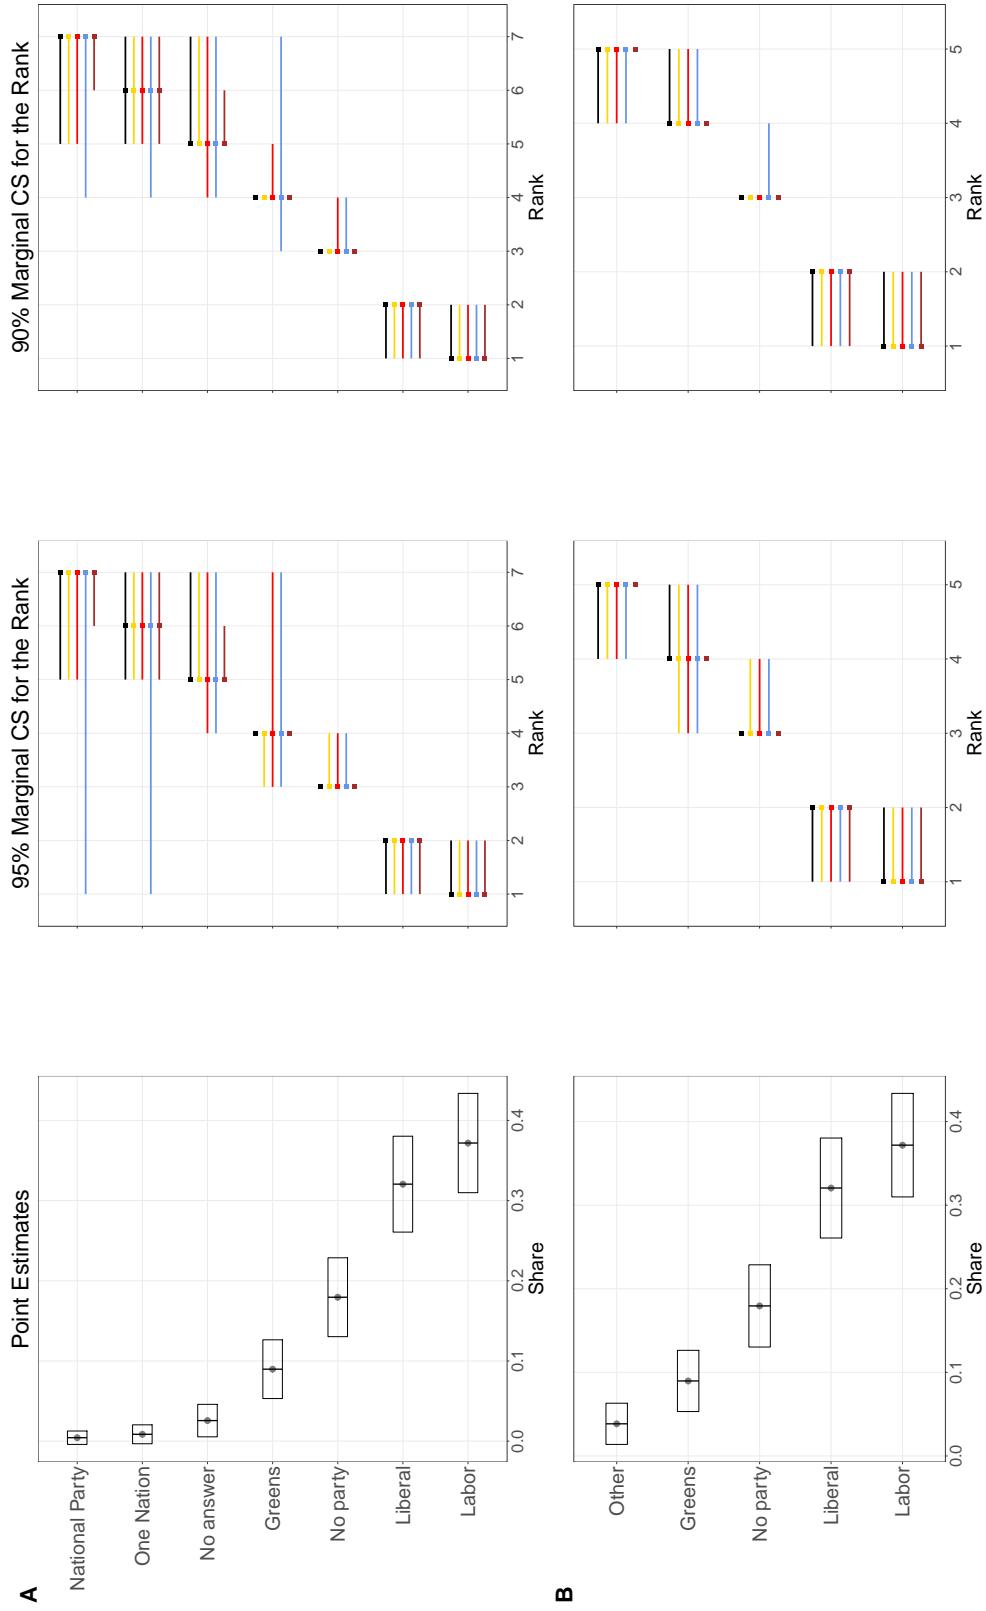 A
Point Estimates
95% Marginal CS for the Rank
90% Marginal CS for the Rank
National Party
One Nation
No answer
Greens
No party
Liberal
Labor
0.0 0.1 0.2 0.3 0.4
Share
1 2 3 4 5 6 7
Rank
1 2 3 4 5 6 7
Rank
B
Other
Greens
No party
Liberal
Labor
0.0 0.1 0.2 0.3 0.4
Share
1 2 3 4 5
Rank
1 2 3 4 5
Rank